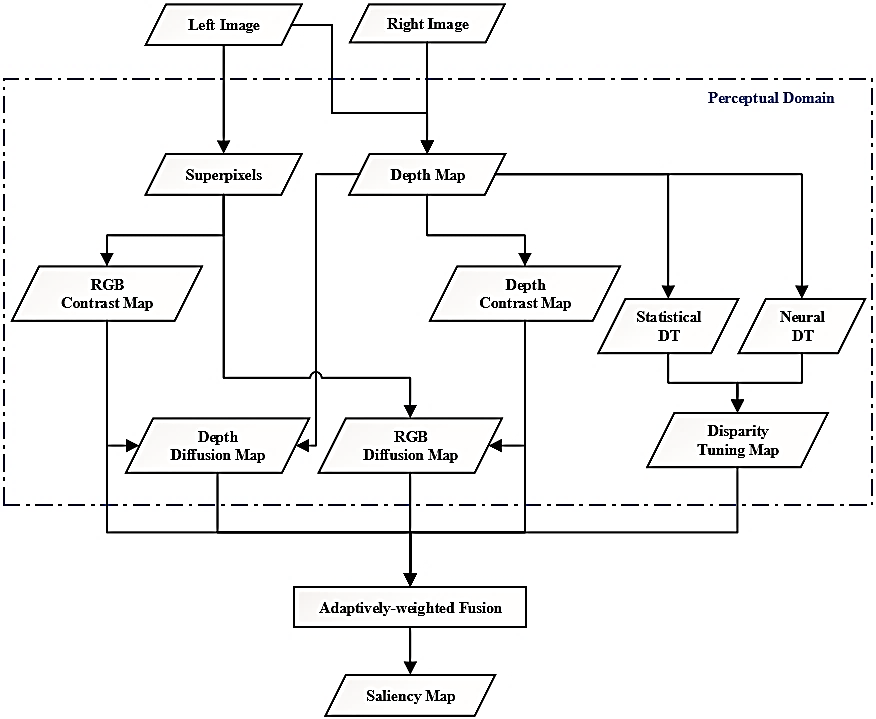 Left Image
Right Image
Perceptual Domain
Superpixels
Depth Map
RGB
Contrast Map
Depth
Contrast Map
Statistical
DT
Neural
DT
Depth
Diffusion Map
RGB
Diffusion Map
Disparity
Tuning Map
Adaptively-weighted Fusion
Saliency Map